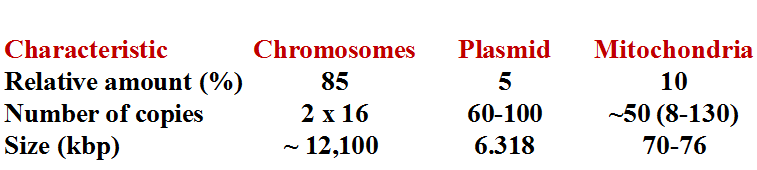 Characteristic Chromosomes Plasmid Mitochondria
Relative amount (%) 85 5 10
Number of copies 2 x 16 60-100 ~50 (8-130)
Size (kbp) ~ 12,100 6.318 70-76